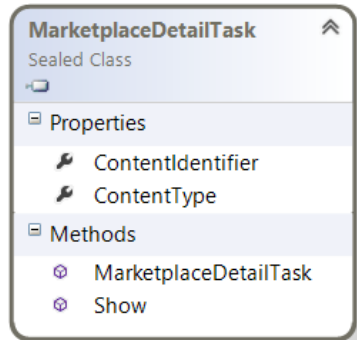 MarketplaceDetailTask
Sealed Class
Properties
ContentIdentifier
ContentType
Methods
MarketplaceDetailTask
Show